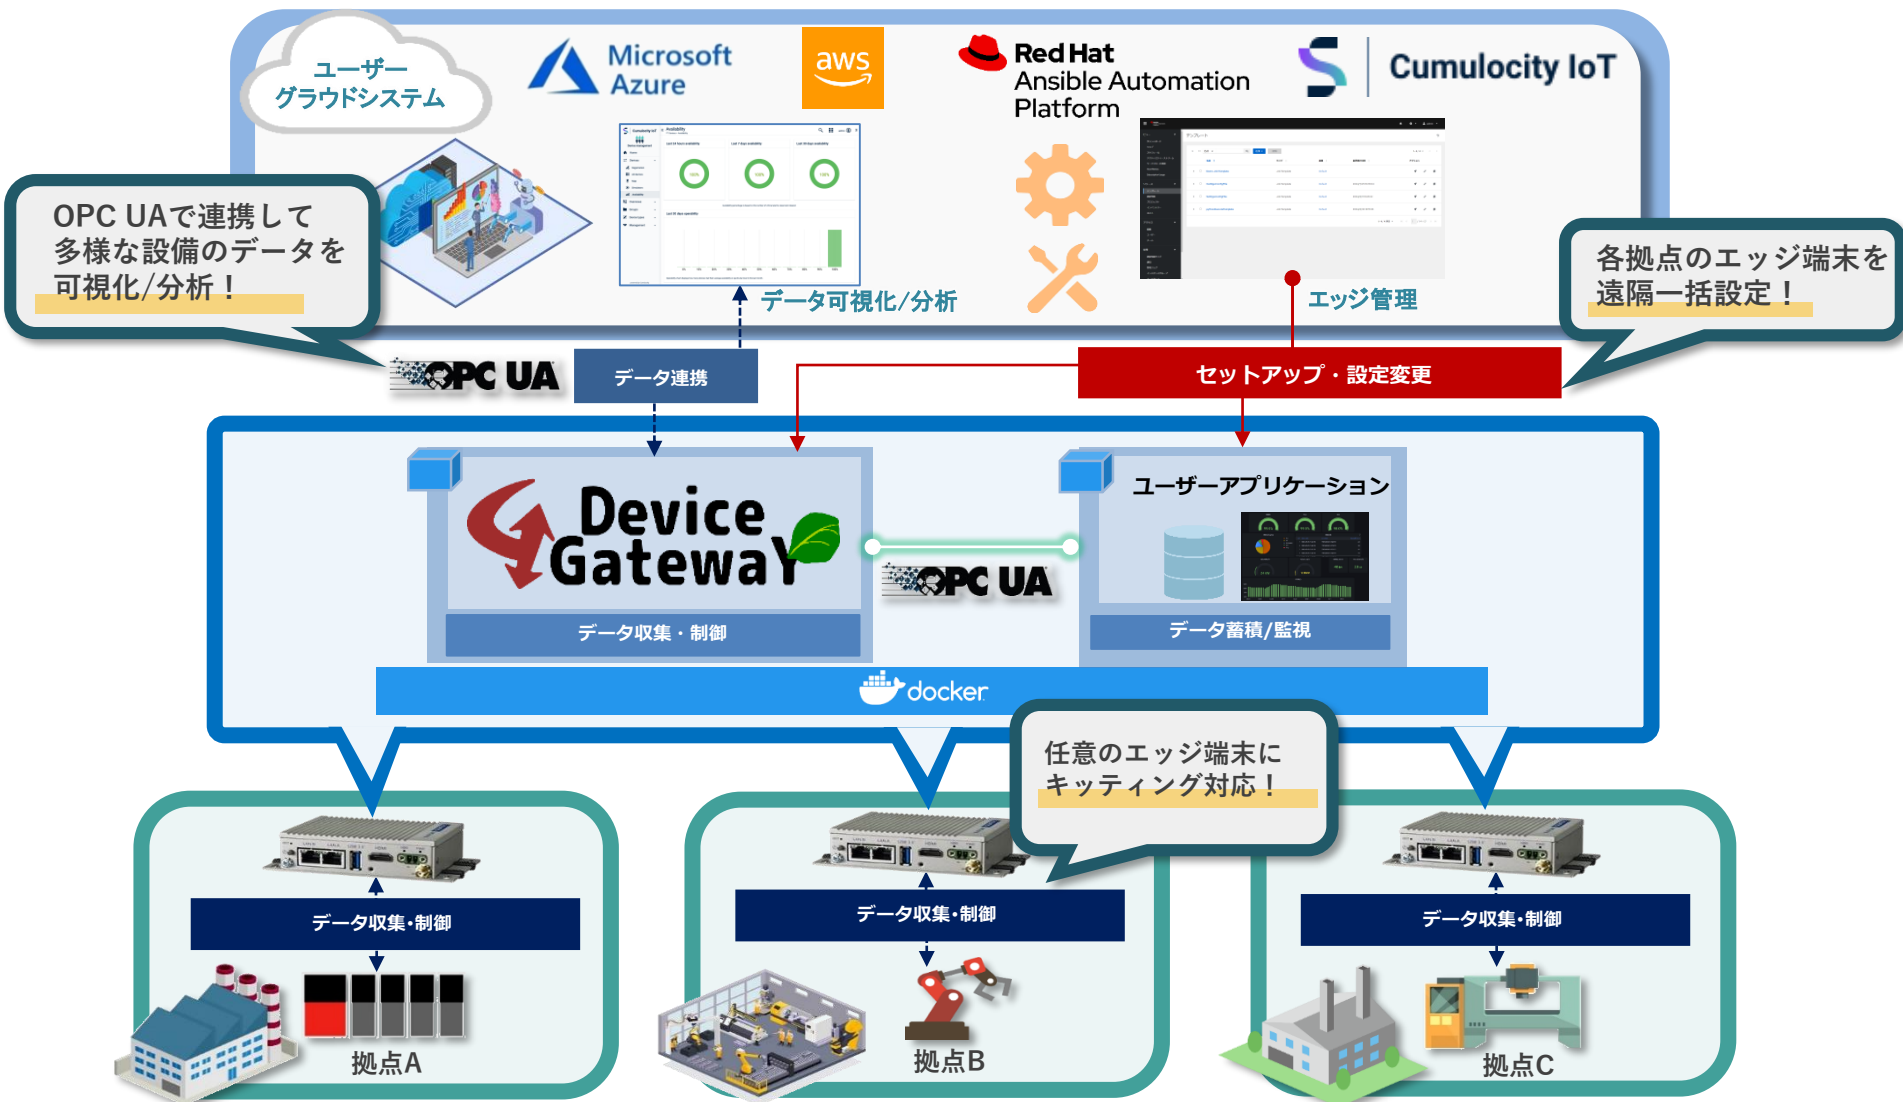 ユーザー
グラウドシステム
Microsoft
Azure
aws
Red Hat
Ansible Automation
Platform
Cumulocity IoT
OPC UAで連携して
多様な設備のデータを
可視化/分析！
データ可視化/分析
エッジ管理
各拠点のエッジ端末を
遠隔一括設定！
OPC UA
データ連携
セットアップ・設定変更
Device
GatewaY
データ収集・制御
OPC UA
ユーザーアプリケーション
データ蓄積/監視
docker
任意のエッジ端末に
キッティング対応！
データ収集・制御
拠点A
データ収集・制御
拠点B
データ収集・制御
拠点C